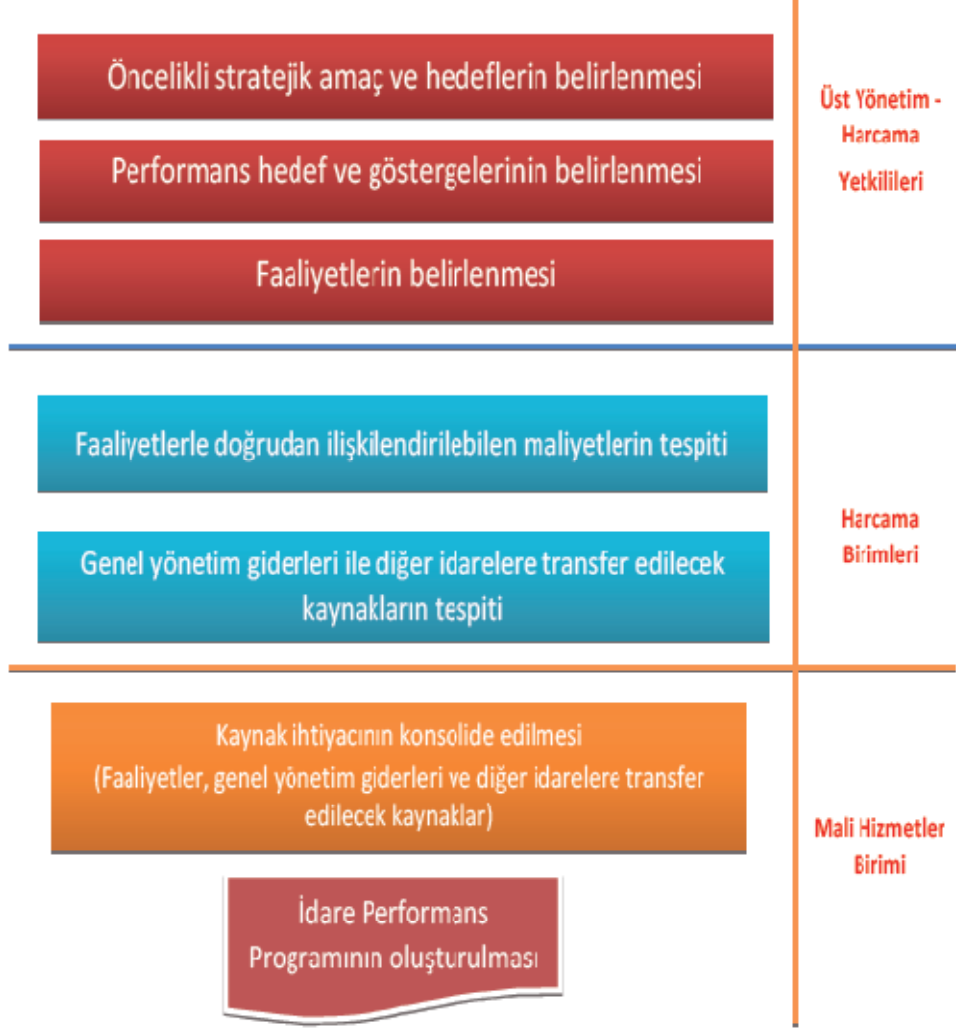 Öncelikli stratejik amaç ve hedeflerin belirlenmesi
Performans hedef ve göstergelerinin belirlenmesi
Faaliyetlerin belirlenmesi
Üst Yönetim -
Harcama
Yetkilileri
Faaliyetlerle doğrudan ilişkilendirilebilen maliyetlerin tespiti
Genel yönetim giderleri ile diğer idarelere transfer edilecek
kaynakların tespiti
Harcama
Birimleri
Kaynak ihtiyacının konsolide edilmesi
(Faaliyetler, genel yönetim giderleri ve diğer idarelere transfer
edilecek kaynaklar)
İdare Performans
Programının oluşturulması
Mali Hizmetler
Birimi